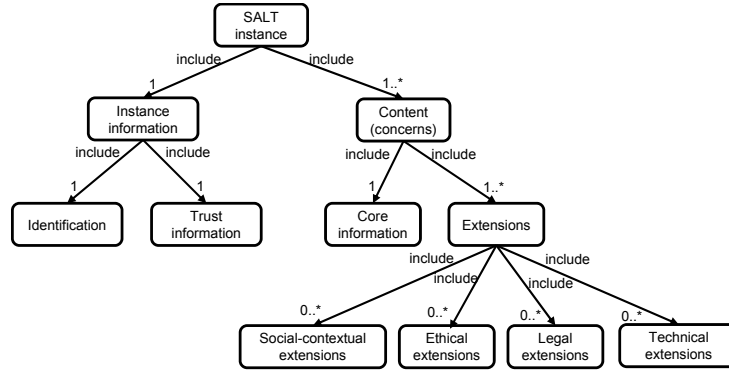 SALT
instance
include
include
1
1..*
Instance
information
Content
(concerns)
include
include
include
include
1
1
1
1..*
Identification
Trust
information
Core
information
Extensions
include
include
include
include
0..*
0..*
0..*
0..*
Social-contextual
extensions
Ethical
extensions
Legal
extensions
Technical
extensions